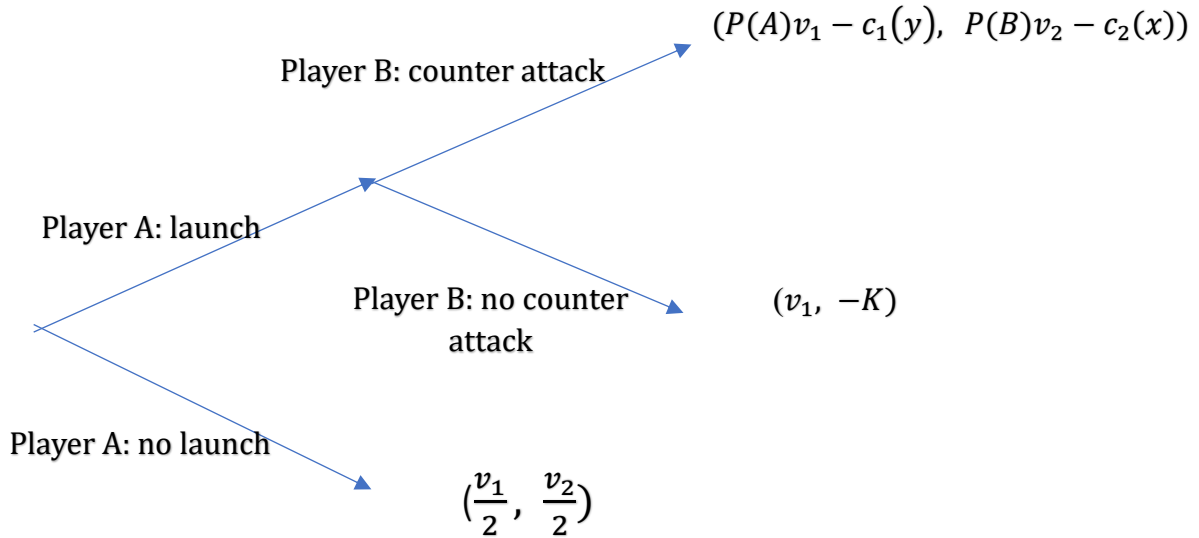 (P(A)v₁ − c₁(y), P(B)v₂ − c₂(x))
Player B: counter attack
Player A: launch
Player B: no counter
attack
(v₁, −K)
Player A: no launch
(v₁/2, v₂/2)